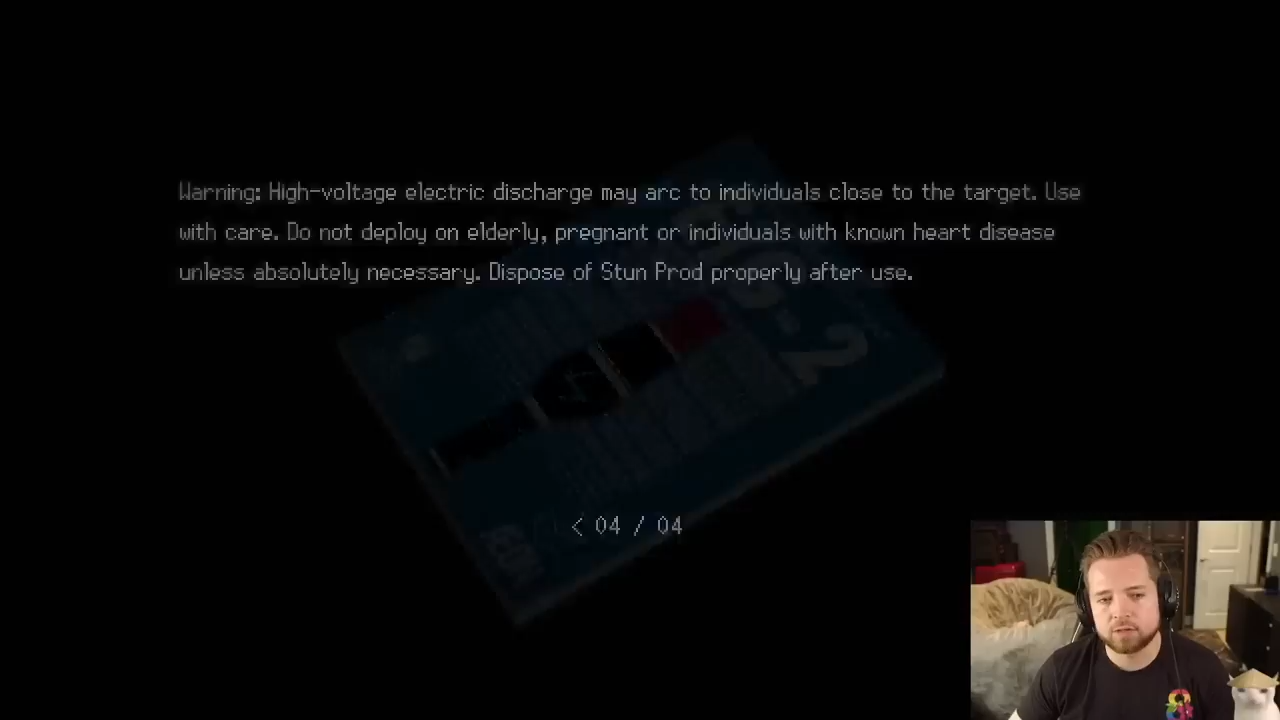 Warning: High-voltage electric discharge may arc to individuals close to the target. Use
with care. Do not deploy on elderly, pregnant or individuals with known heart disease
unless absolutely necessary. Dispose of Stun Prod properly after use.
< 04 / 04